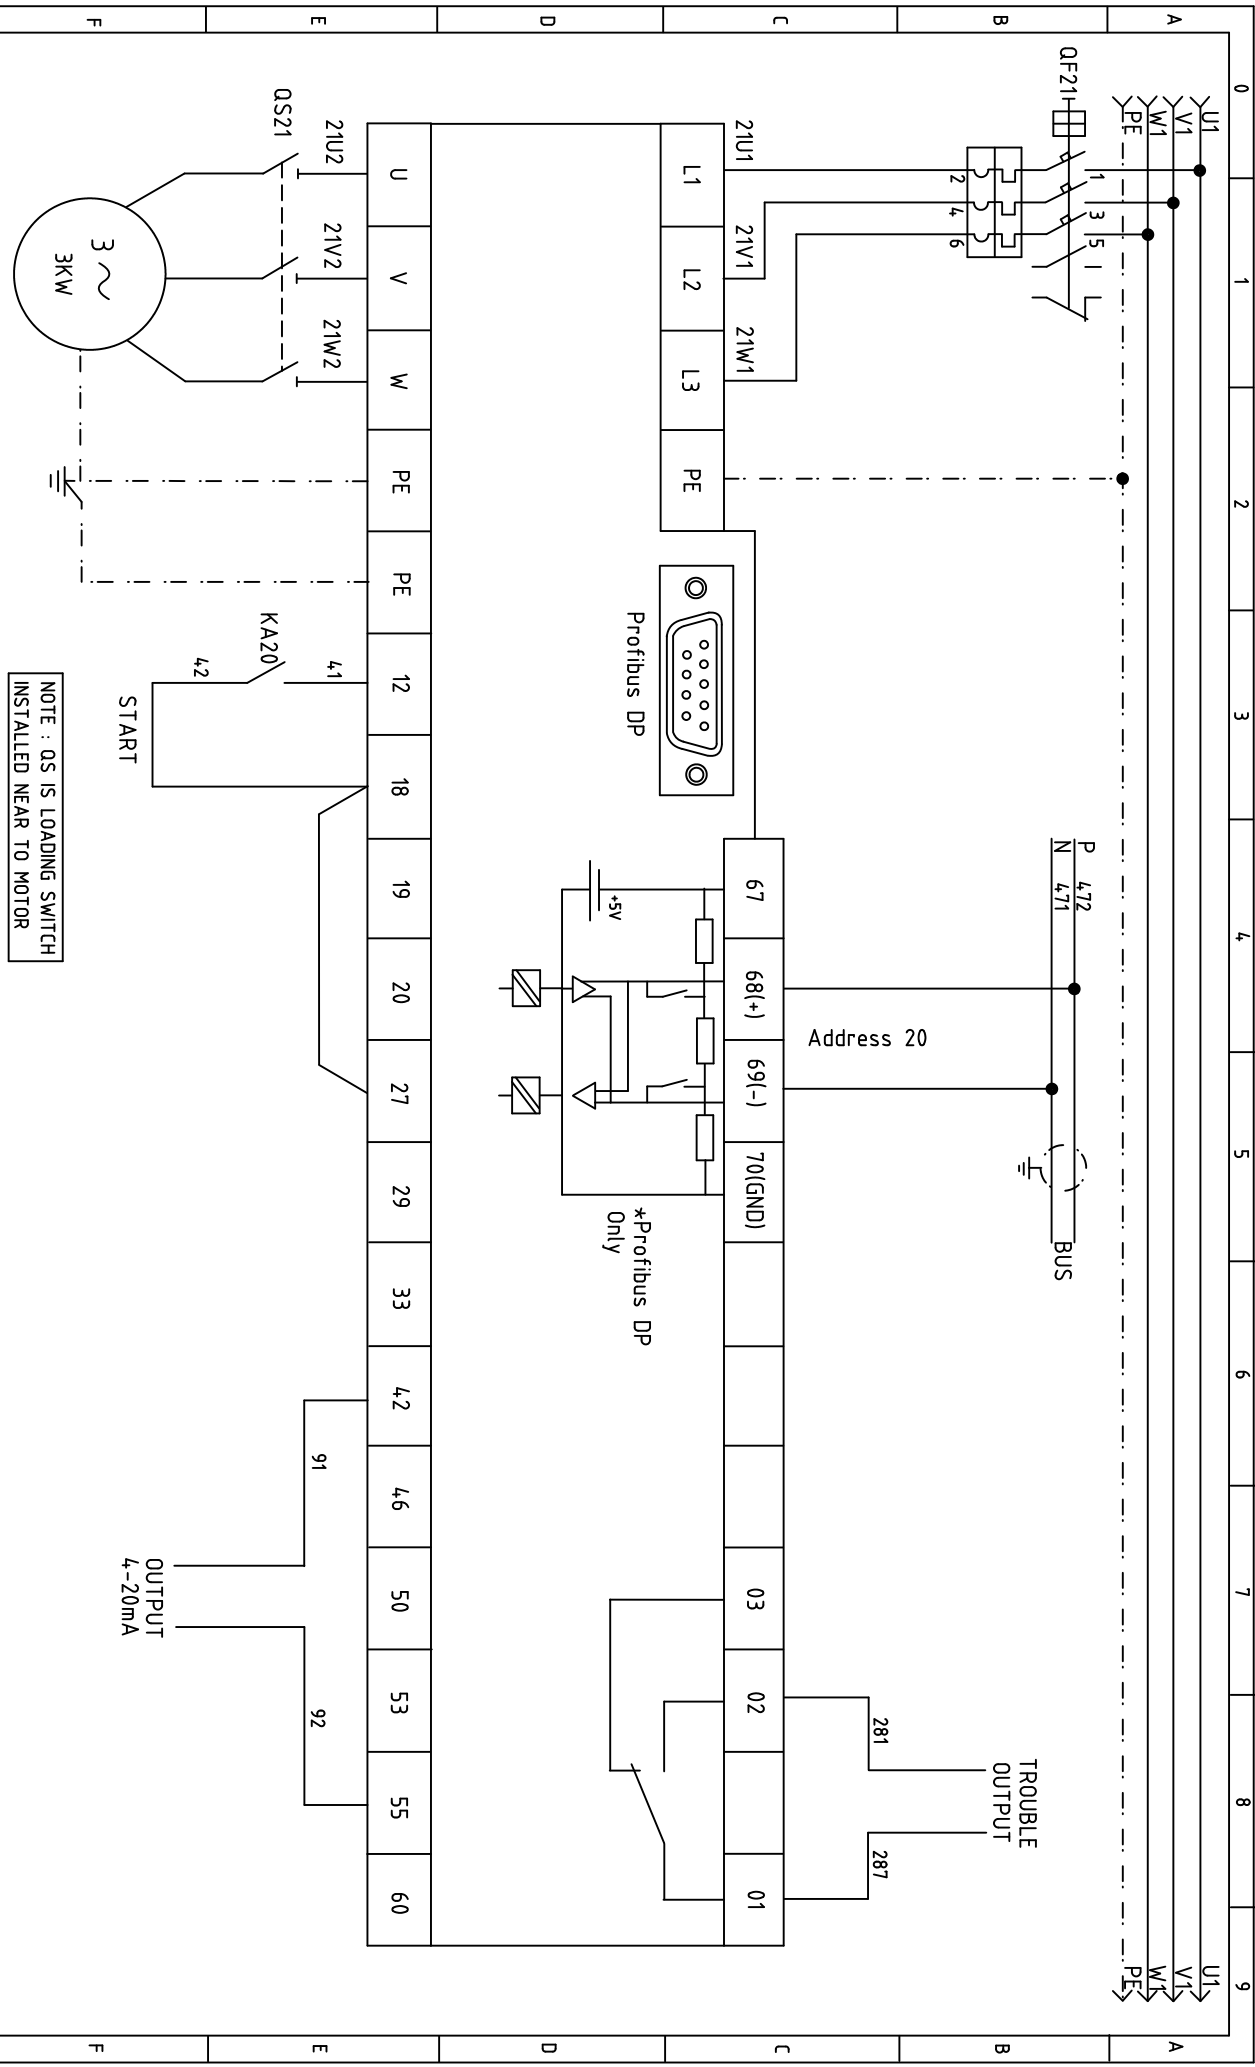 0 1 2 3 4 5 6 7 8 9
A
B
C
D
E
F
A
B
C
D
E
F
U1
V1
W1
PE
U1
V1
W1
PE
QF21
1 3 5
2 4 6
P 472
N 471
BUS
Address 20
TROUBLE
OUTPUT
281
287
21U1 21V1 21W1
L1 L2 L3 PE
67 68(+) 69(-) 70(GND) 03 02 01
Profibus DP
+5V
*Profibus DP
Only
U V W PE PE 12 18 19 20 27 29 33 42 46 50 53 55 60
21U2 21V2 21W2
QS21
3 ~
3KW
41
KA20
42
START
91
92
OUTPUT
4-20mA
NOTE : QS IS LOADING SWITCH
INSTALLED NEAR TO MOTOR